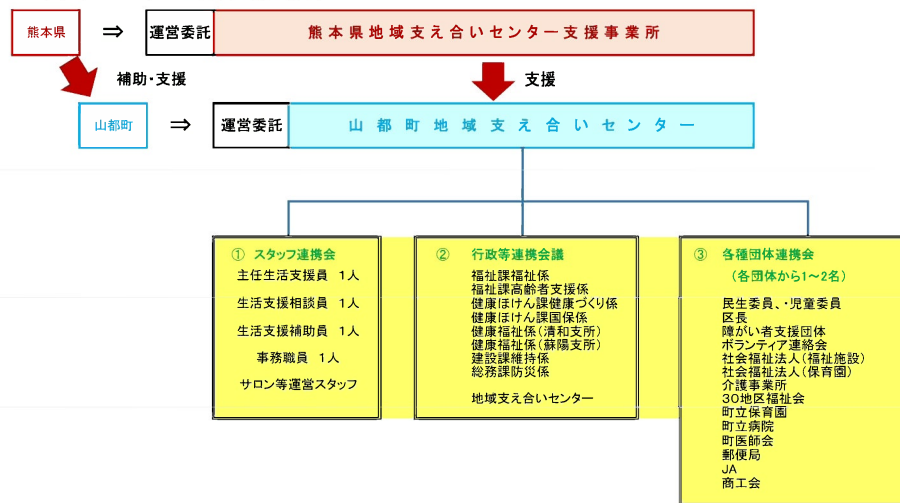 熊本県 ⇒ 運営委託 熊本県地域支え合いセンター支援事業所
補助・支援 支援
山都町 ⇒ 運営委託 山都町地域支え合いセンター
① スタッフ連携会
主任生活支援員 1人
生活支援相談員 1人
生活支援補助員 1人
事務職員 1人
サロン等運営スタッフ
② 行政等連携会議
福祉課福祉係
福祉課高齢者支援係
健康ほけん課健康づくり係
健康ほけん課国保係
健康福祉係(清和支所)
健康福祉係(蘇陽支所)
建設課維持係
総務課防災係
地域支え合いセンター
③ 各種団体連携会
(各団体から1~2名)
民生委員、・児童委員
区長
障がい者支援団体
ボランティア連絡会
社会福祉法人(福祉施設)
社会福祉法人(保育園)
介護事業所
30地区福祉会
町立保育園
町立病院
町医師会
郵便局
JA
商工会